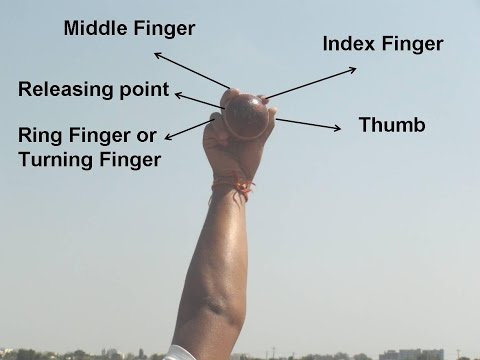 Middle Finger
Index Finger
Releasing point
Thumb
Ring Finger or
Turning Finger